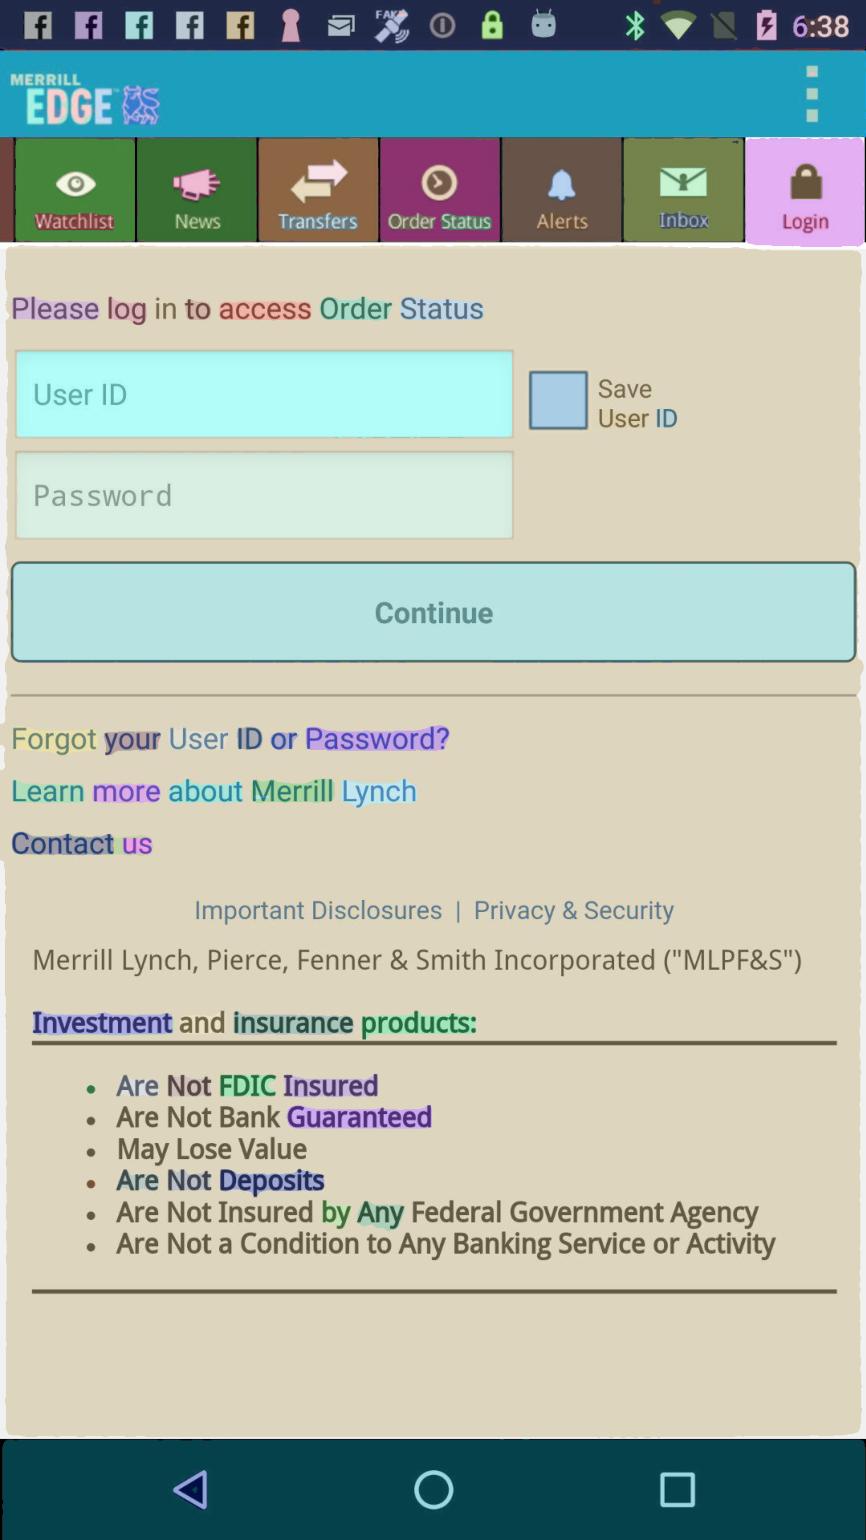 FAKE
6:38
MERRILL
EDGE
Watchlist
News
Transfers
Order Status
Alerts
Inbox
Login
Please log in to access Order Status
User ID
Save
User ID
Password
Continue
Forgot your User ID or Password?
Learn more about Merrill Lynch
Contact us
Important Disclosures | Privacy & Security
Merrill Lynch, Pierce, Fenner & Smith Incorporated ("MLPF&S")
Investment and insurance products:
• Are Not FDIC Insured
• Are Not Bank Guaranteed
• May Lose Value
• Are Not Deposits
• Are Not Insured by Any Federal Government Agency
• Are Not a Condition to Any Banking Service or Activity